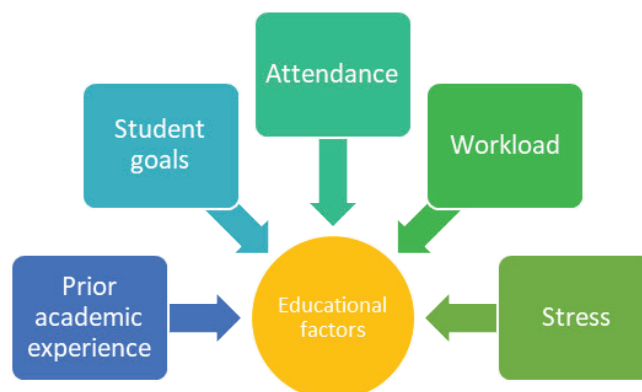 Attendance
Student
goals
Workload
Prior
academic
experience
Educational
factors
Stress